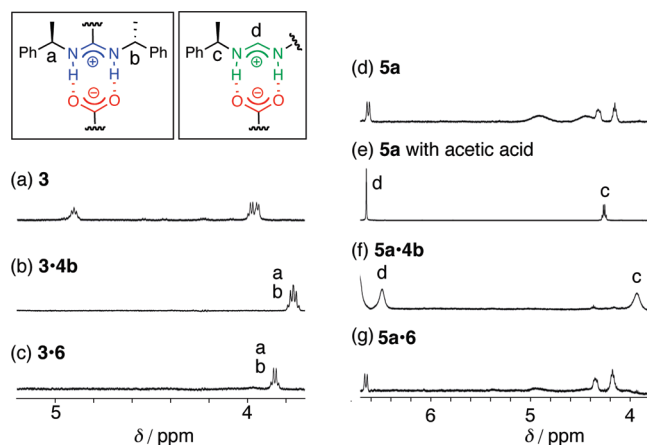 Ph a N N b Ph
H ⊕ H
O ⊖ O
d
Ph c N N
H ⊕ H
O ⊖ O
(a) 3
(b) 3•4b
a
b
(c) 3•6
a
b
5 4
δ / ppm
(d) 5a
(e) 5a with acetic acid
d c
(f) 5a•4b
d c
(g) 5a•6
6 5 4
δ / ppm